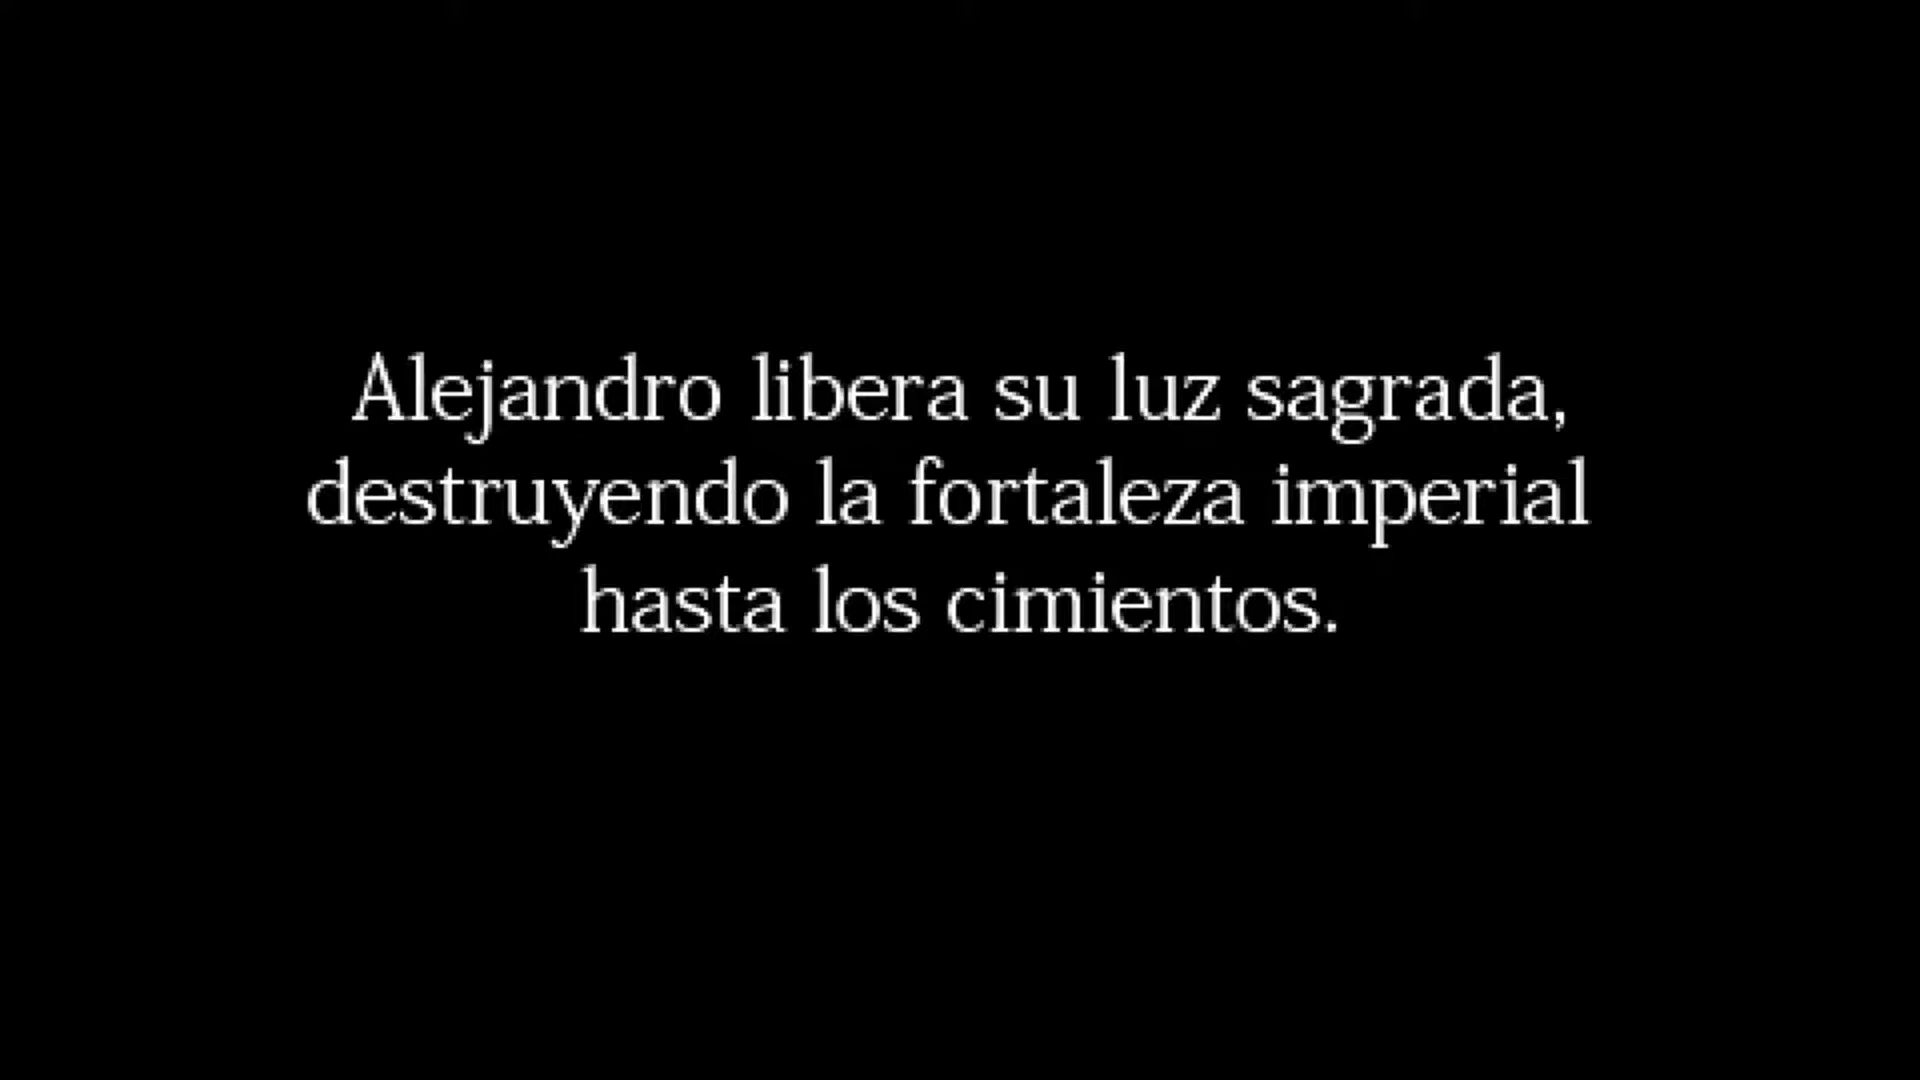 Alejandro libera su luz sagrada,
destruyendo la fortaleza imperial
hasta los cimientos.